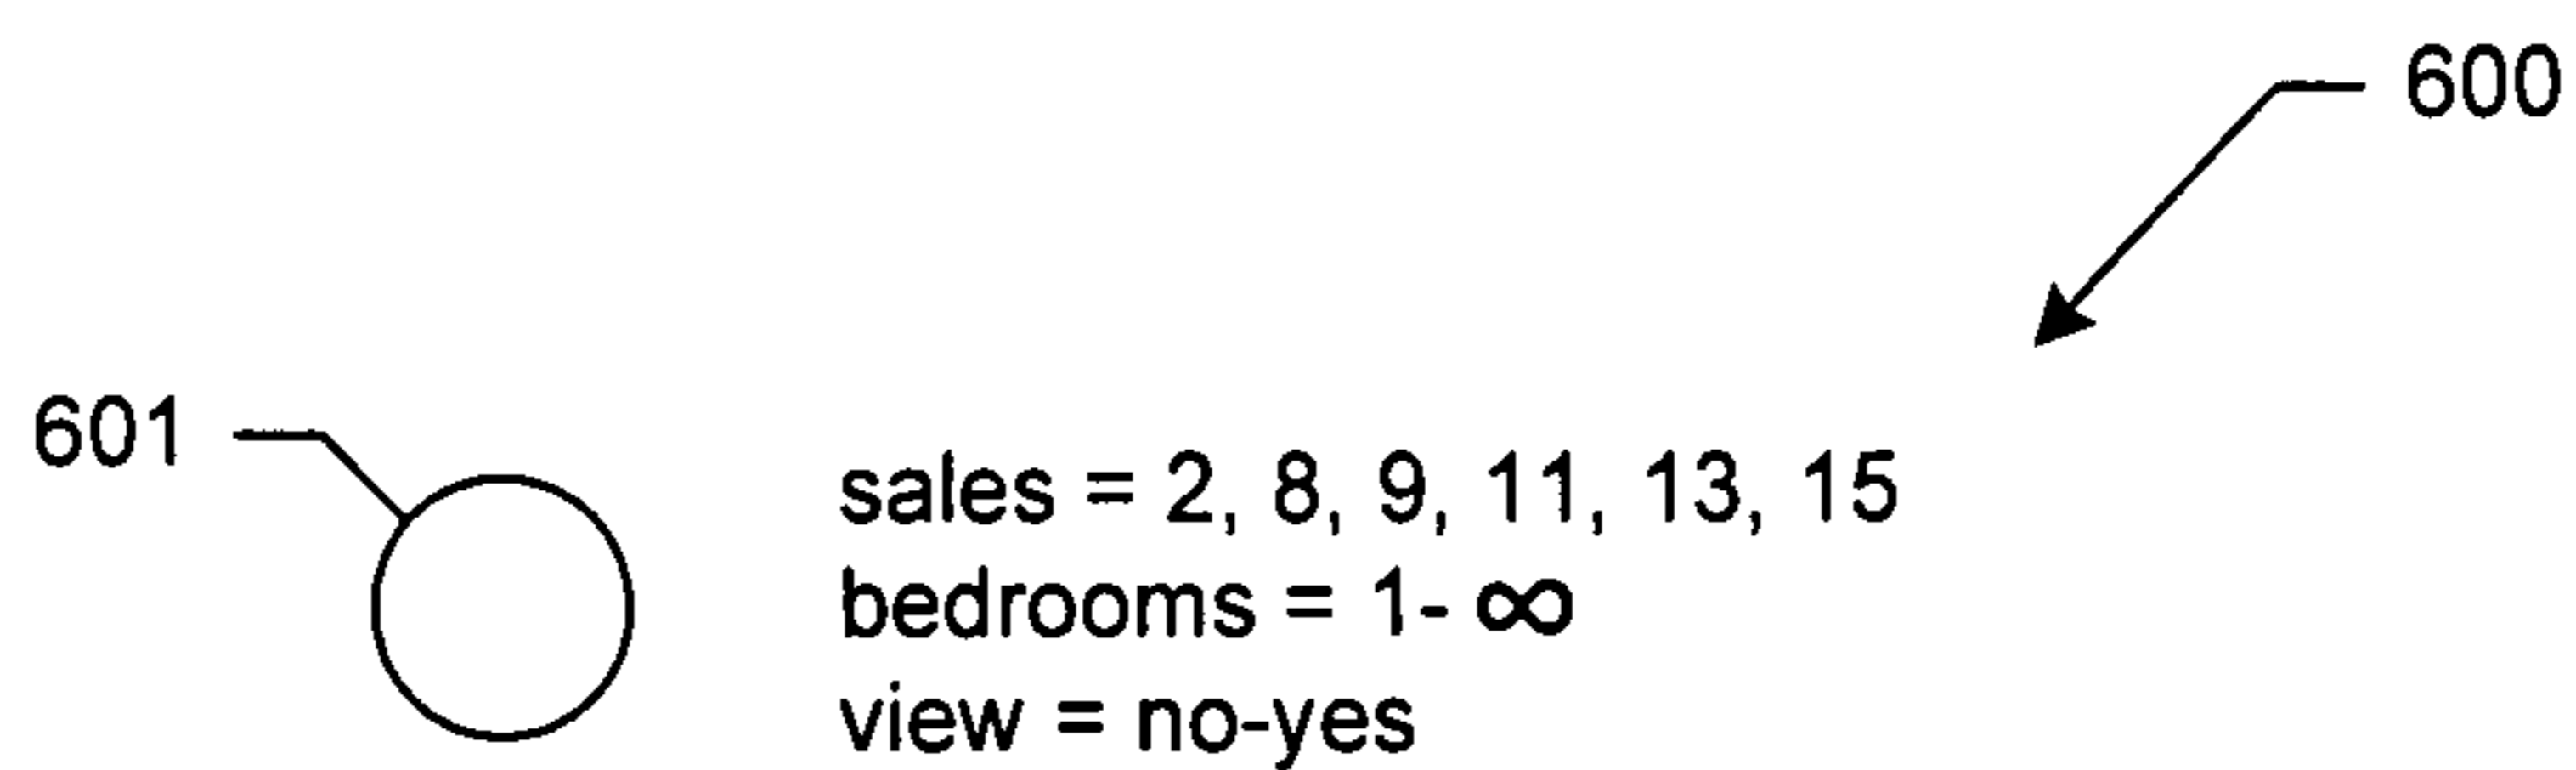 600
601
sales = 2, 8, 9, 11, 13, 15
bedrooms = 1- ∞
view = no-yes